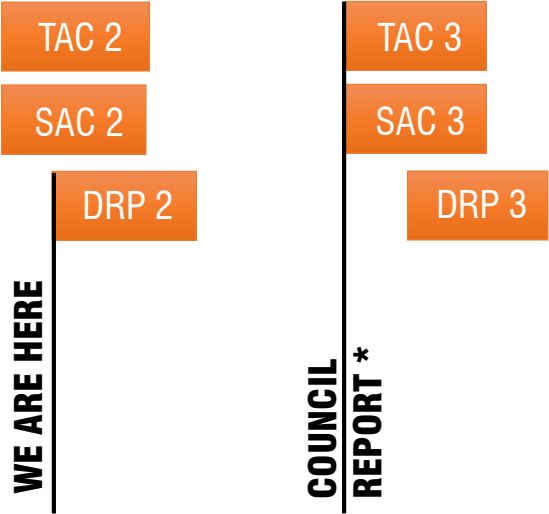 TAC 2
TAC 3
SAC 2
SAC 3
DRP 2
DRP 3
WE ARE HERE
COUNCIL
REPORT *